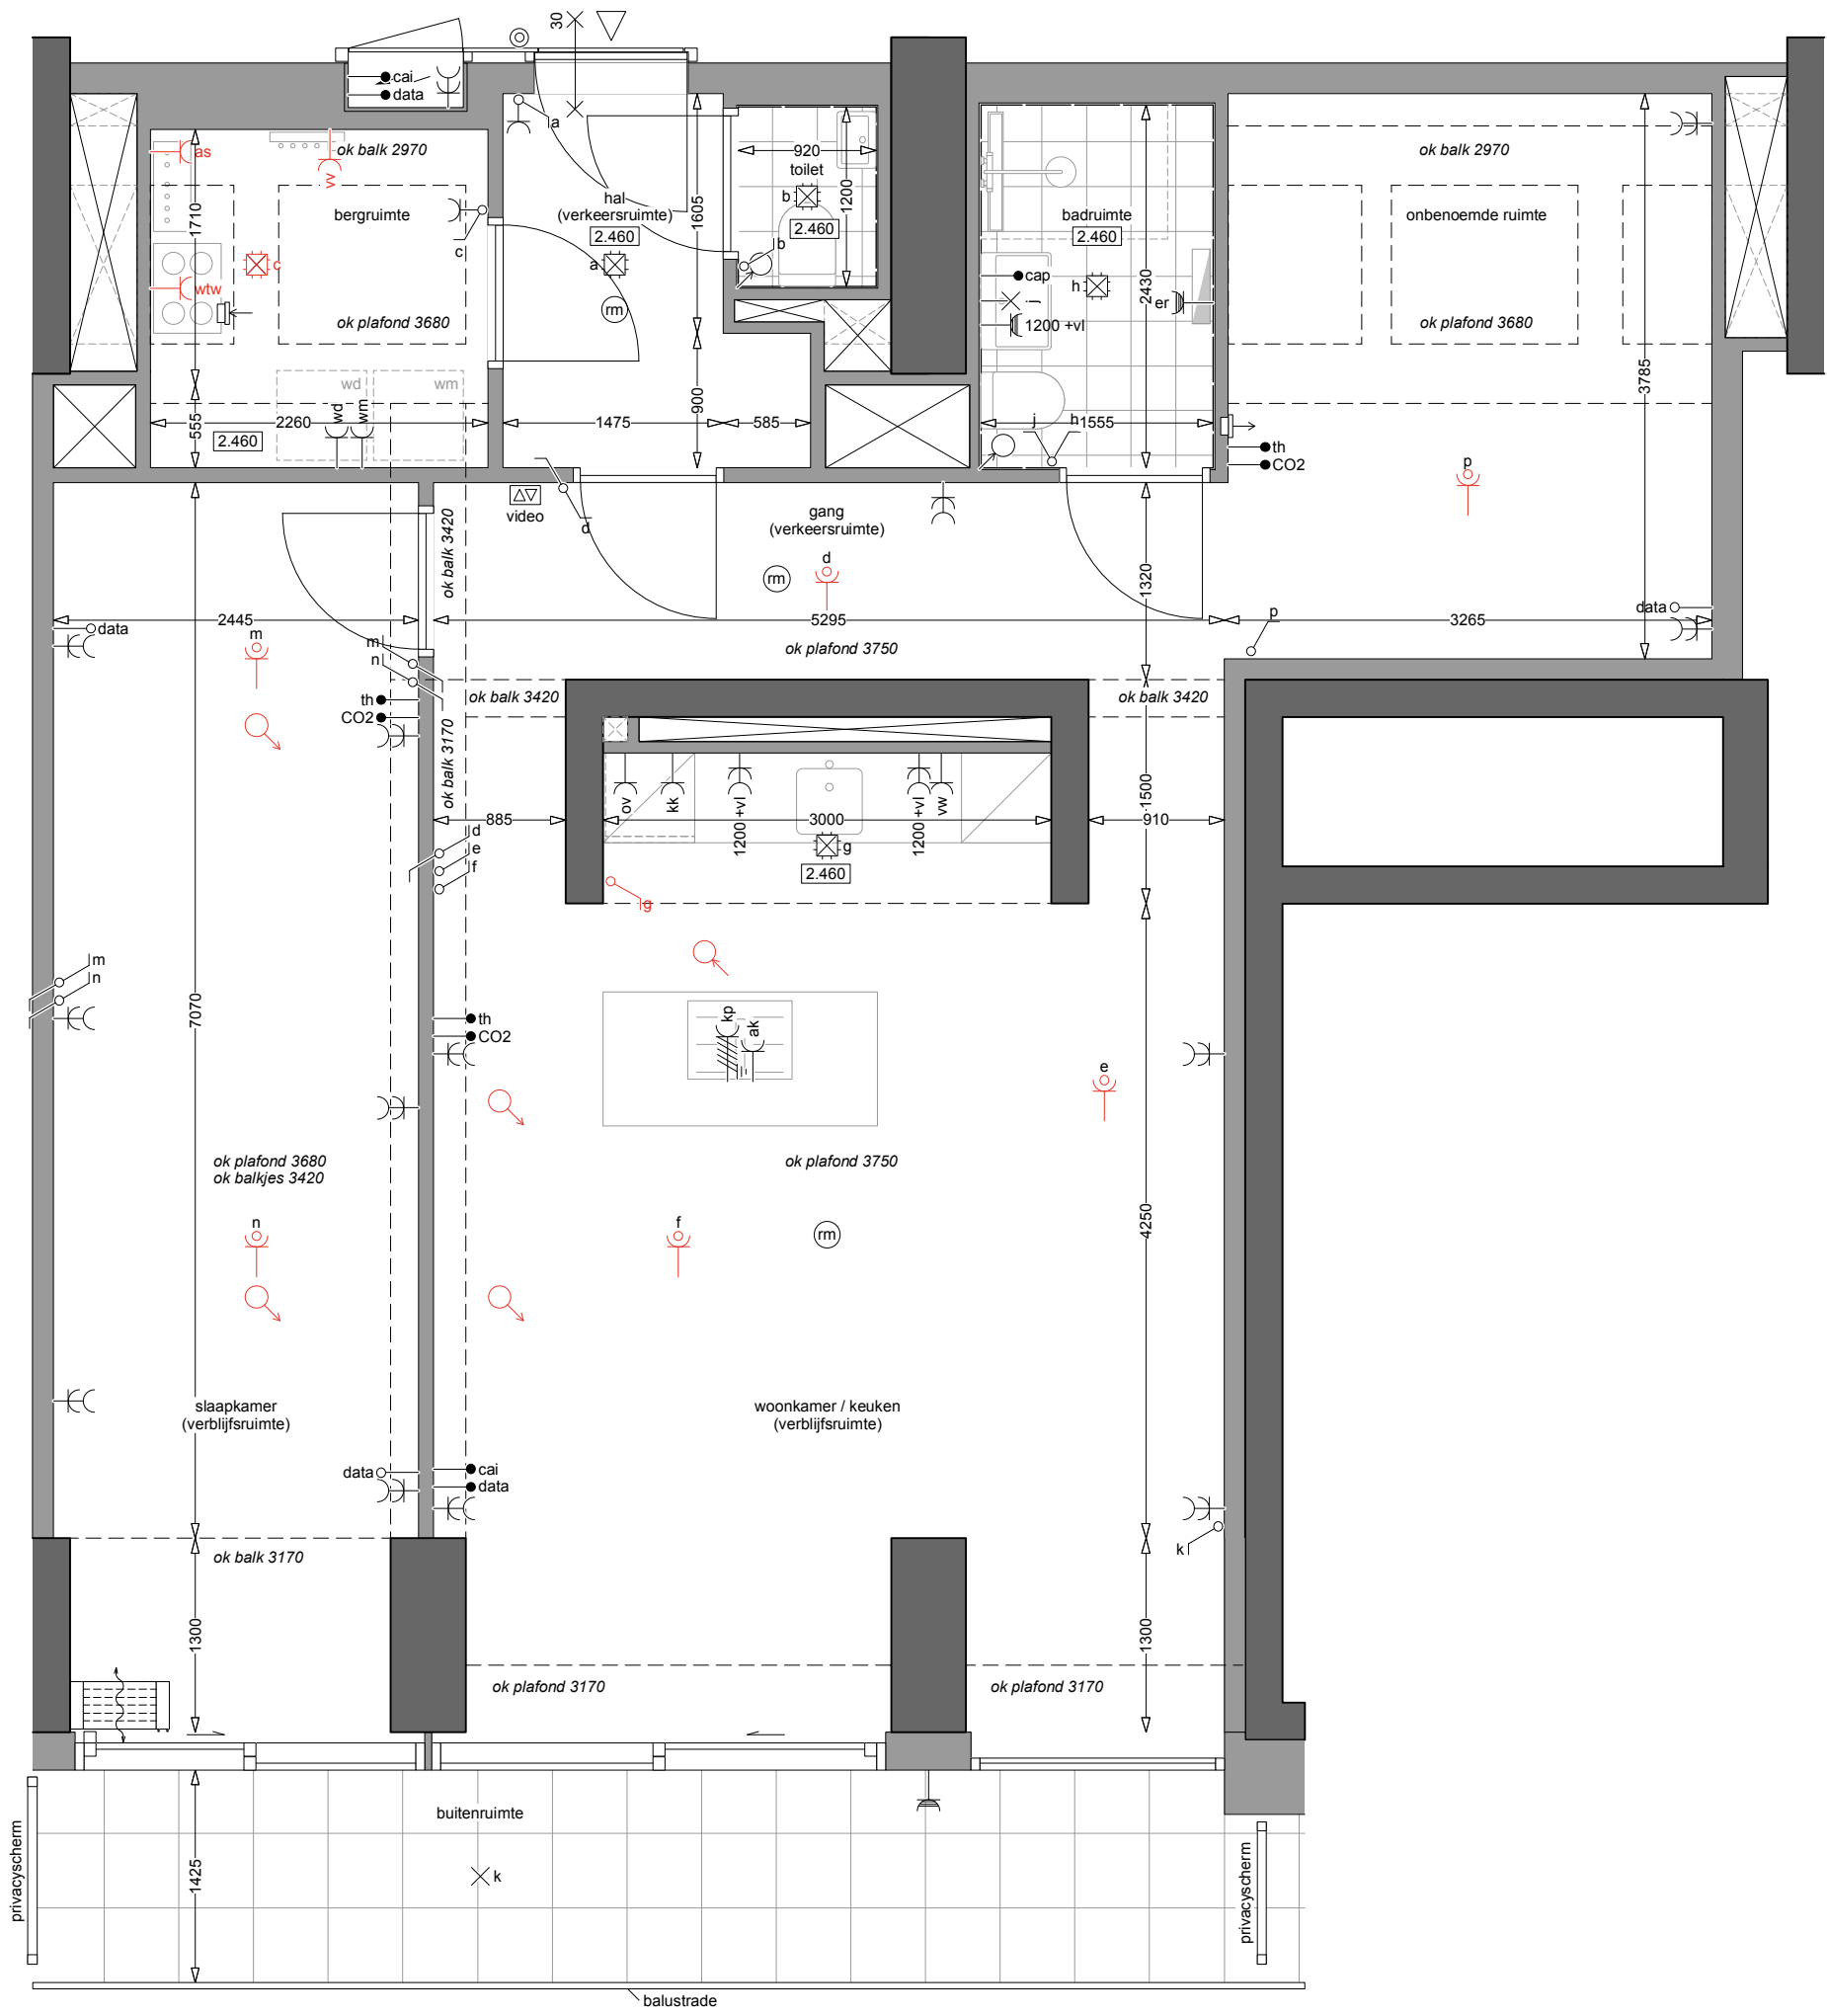 30
cai
data
a
ok balk 2970
as
vv
bergruimte
1710
c
wtw
ok plafond 3680
c
wd
wm
555
2260
wd
wm
2.460
hal
(verkeersruimte)
2.460
a
rm
1605
900
1475
585
920
toilet
b
1200
2.460
b
badruimte
2.460
cap
h
j
2430
er
1200 +vl
j
h
1555
ok balk 2970
onbenoemde ruimte
ok plafond 3680
3785
th
CO2
p
video
d
gang
(verkeersruimte)
d
rm
ok balk 3420
1320
2445
5295
3265
data
p
data
m
m
n
ok plafond 3750
th
CO2
ok balk 3420
ok balk 3420
ok balk 3170
1500
ov
kk
1200 +vl
1200 +vl
vw
885
3000
910
d
e
f
g
2.460
g
m
n
7070
th
CO2
kp
ak
e
ok plafond 3680
ok balkjes 3420
ok plafond 3750
4250
n
f
rm
slaapkamer
(verblijfsruimte)
woonkamer / keuken
(verblijfsruimte)
data
cai
data
k
ok balk 3170
1300
1300
ok plafond 3170
ok plafond 3170
buitenruimte
privacyscherm
1425
k
privacyscherm
balustrade